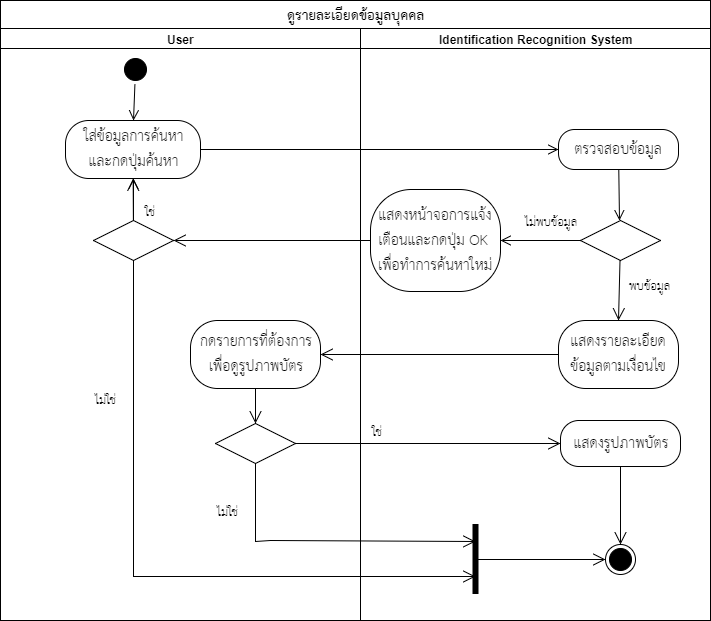 ดูรายละเอียดข้อมูลบุคคล
User
Identification Recognition System
ใส่ข้อมูลการค้นหา
และกดปุ่มค้นหา
ตรวจสอบข้อมูล
ใช่
แสดงหน้าจอการแจ้ง
เตือนและกดปุ่ม OK
เพื่อทำการค้นหาใหม่
ไม่พบข้อมูล
พบข้อมูล
กดรายการที่ต้องการ
เพื่อดูรูปภาพบัตร
แสดงรายละเอียด
ข้อมูลตามเงื่อนไข
ไม่ใช่
ใช่
แสดงรูปภาพบัตร
ไม่ใช่